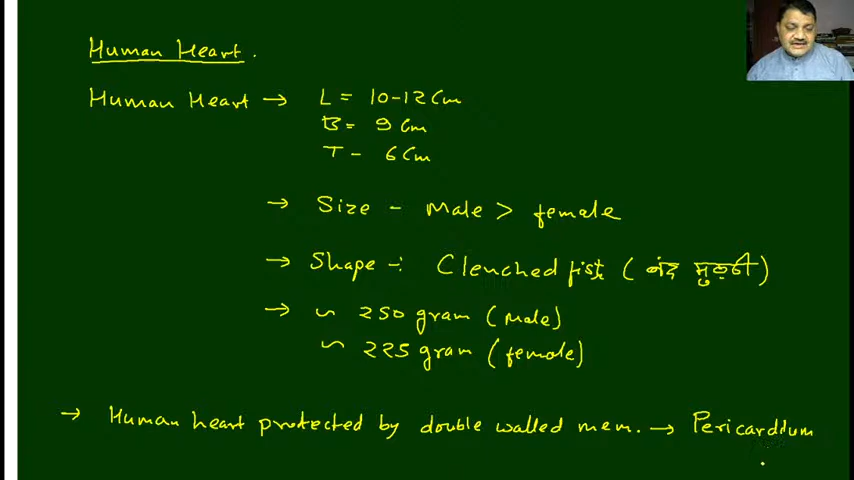 Human Heart.
Human Heart → L = 10-12 Cm
B = 9 Cm
T - 6 Cm
→ Size - Male > female
→ Shape :- Clenched fist ( बंद मुट्ठी )
→ ~ 250 gram (Male)
~ 225 gram (female)
→ Human heart protected by double walled mem. → Pericardium